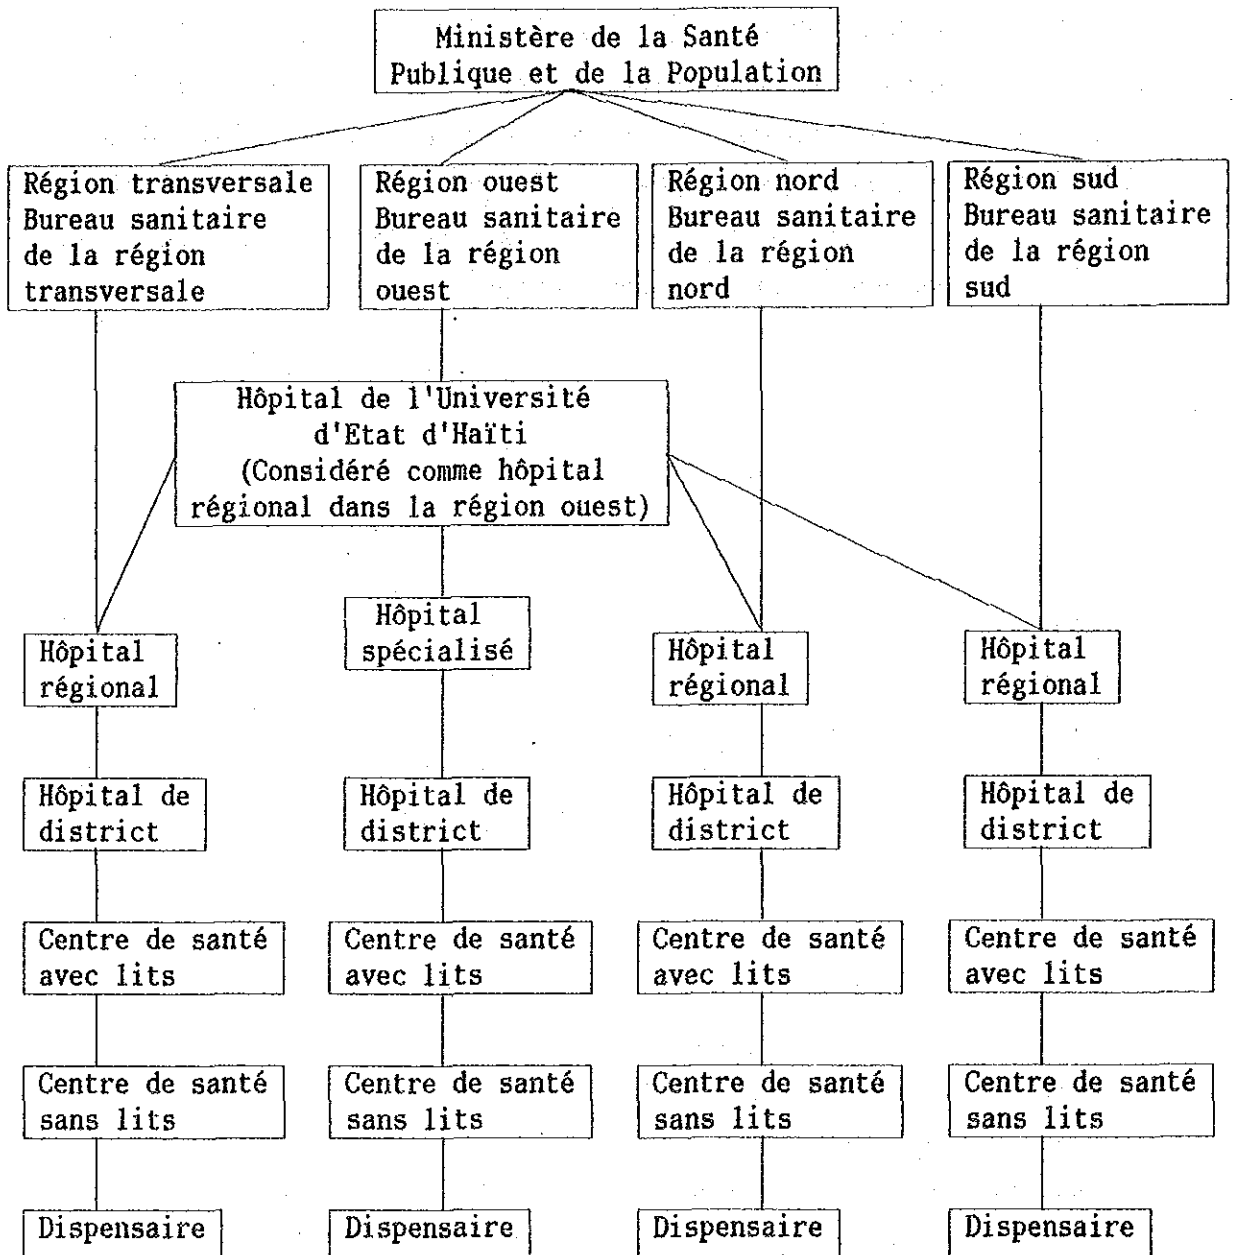 Ministère de la Santé
Publique et de la Population
Région transversale
Bureau sanitaire
de la région
transversale
Région ouest
Bureau sanitaire
de la région
ouest
Région nord
Bureau sanitaire
de la région
nord
Région sud
Bureau sanitaire
de la région
sud
Hôpital de l'Université
d'Etat d'Haïti
(Considéré comme hôpital
régional dans la région ouest)
Hôpital
régional
Hôpital
spécialisé
Hôpital
régional
Hôpital
régional
Hôpital de
district
Hôpital de
district
Hôpital de
district
Hôpital de
district
Centre de santé
avec lits
Centre de santé
avec lits
Centre de santé
avec lits
Centre de santé
avec lits
Centre de santé
sans lits
Centre de santé
sans lits
Centre de santé
sans lits
Centre de santé
sans lits
Dispensaire
Dispensaire
Dispensaire
Dispensaire